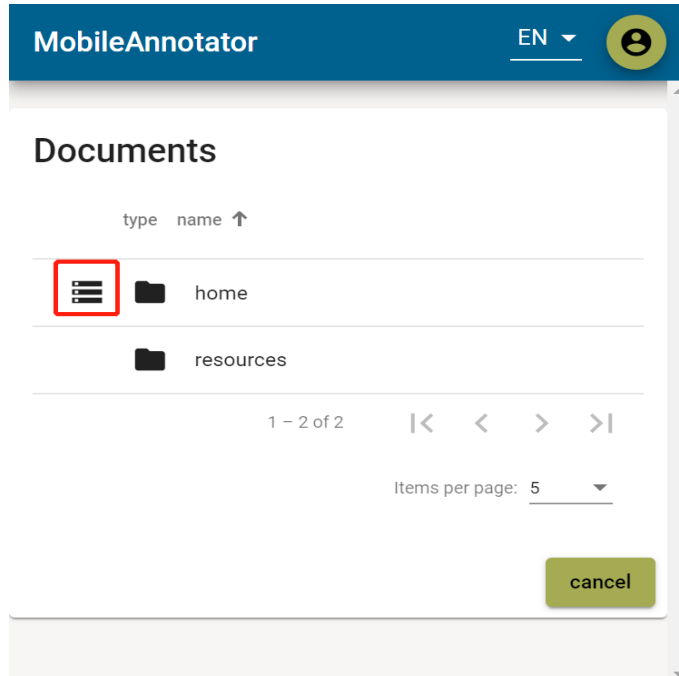 MobileAnnotator EN
Documents
type name
home
resources
1 – 2 of 2
Items per page: 5
cancel